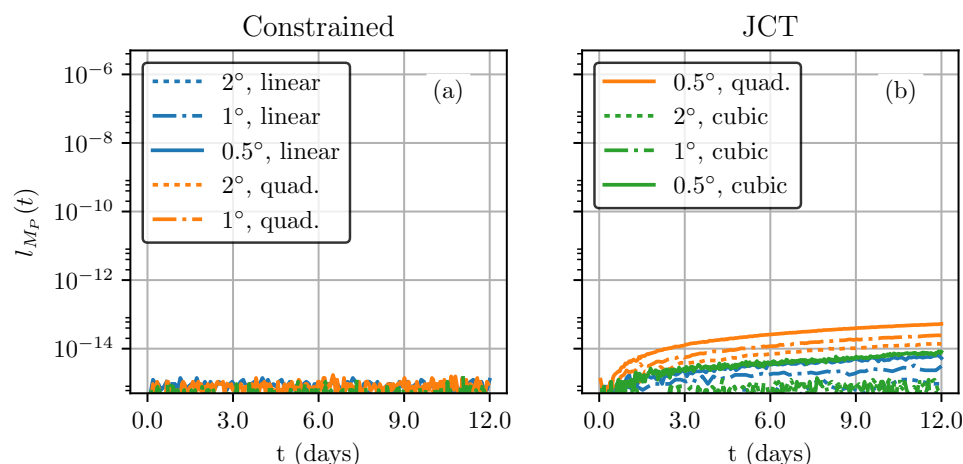 Constrained
JCT
(a)
2°, linear
1°, linear
0.5°, linear
2°, quad.
1°, quad.
(b)
0.5°, quad.
2°, cubic
1°, cubic
0.5°, cubic
l_{M_P}(t)
10⁻⁶
10⁻⁸
10⁻¹⁰
10⁻¹²
10⁻¹⁴
0.0 3.0 6.0 9.0 12.0
0.0 3.0 6.0 9.0 12.0
t (days)
t (days)